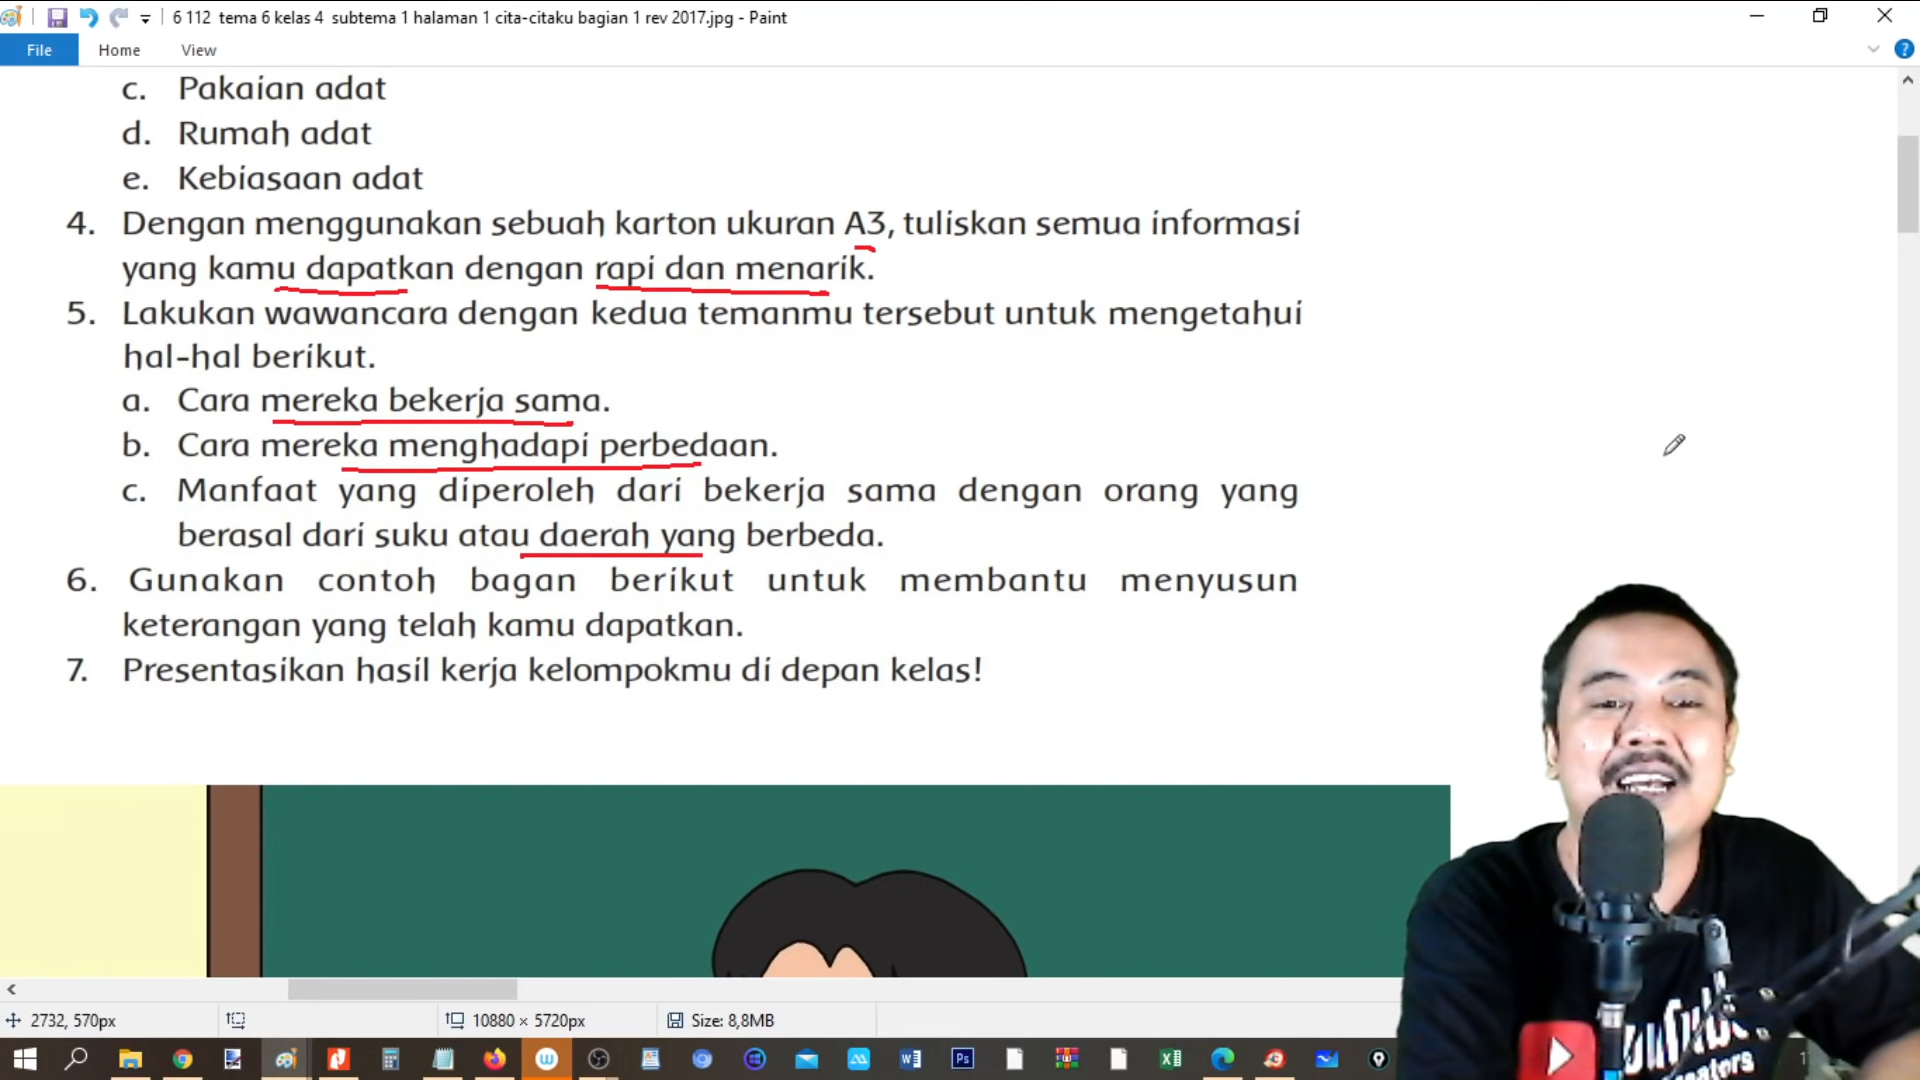 6 112 tema 6 kelas 4 subtema 1 halaman 1 cita-citaku bagian 1 rev 2017.jpg - Paint
File Home View
c. Pakaian adat
d. Rumah adat
e. Kebiasaan adat
4. Dengan menggunakan sebuah karton ukuran A3, tuliskan semua informasi
yang kamu dapatkan dengan rapi dan menarik.
5. Lakukan wawancara dengan kedua temanmu tersebut untuk mengetahui
hal-hal berikut.
a. Cara mereka bekerja sama.
b. Cara mereka menghadapi perbedaan.
c. Manfaat yang diperoleh dari bekerja sama dengan orang yang
berasal dari suku atau daerah yang berbeda.
6. Gunakan contoh bagan berikut untuk membantu menyusun
keterangan yang telah kamu dapatkan.
7. Presentasikan hasil kerja kelompokmu di depan kelas!
2732, 570px 10880 × 5720px Size: 8,8MB
Ps